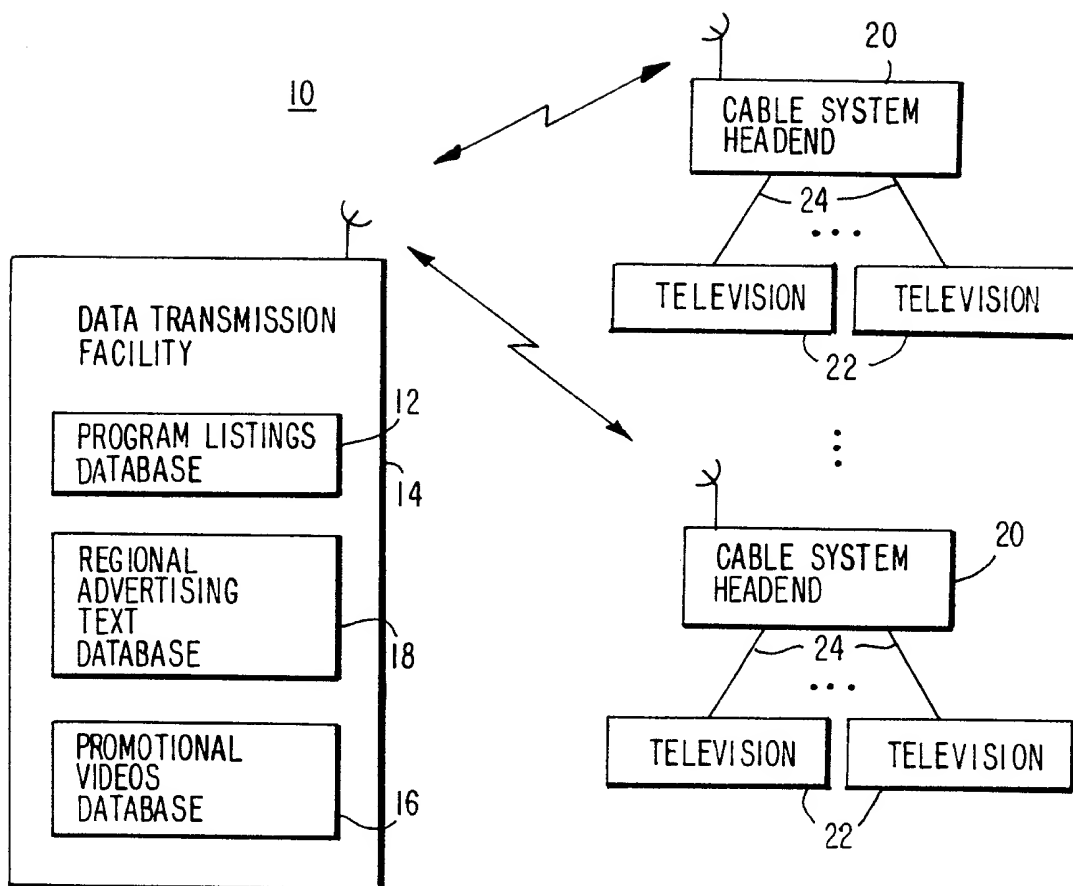 10
20
CABLE SYSTEM
HEADEND
24
TELEVISION
TELEVISION
22
DATA TRANSMISSION
FACILITY
12
PROGRAM LISTINGS
DATABASE
14
REGIONAL
ADVERTISING
TEXT
DATABASE
18
PROMOTIONAL
VIDEOS
DATABASE
16
20
CABLE SYSTEM
HEADEND
24
TELEVISION
TELEVISION
22